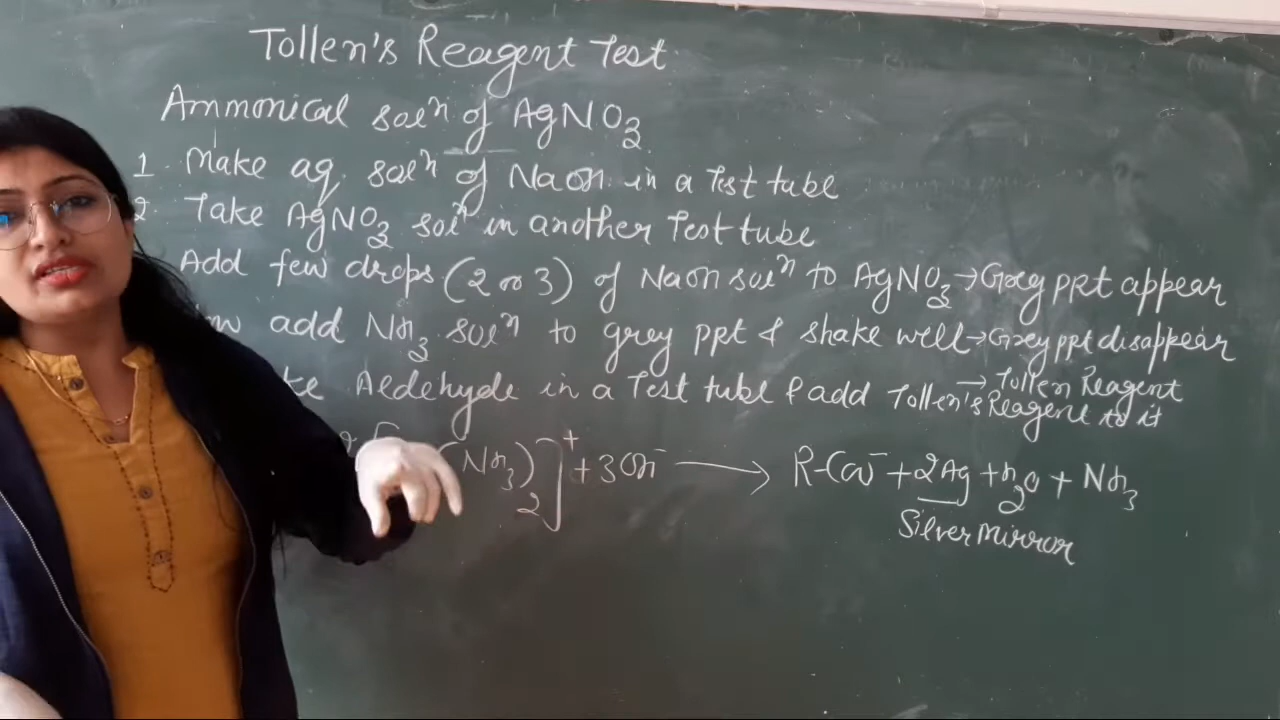 Tollen's Reagent Test
Ammonical solⁿ of AgNO₃
1. Make aq. solⁿ of NaOH in a Test tube
2. Take AgNO₃ solⁿ in another Test tube
Add few drops (2 or 3) of NaOH solⁿ to AgNO₃ → Grey ppt appear
add NH₃ solⁿ to grey ppt & shake well → Grey ppt disappear
→ Tollen Reagent
Aldehyde in a Test tube & add Tollen's Reagent to it
(NH₃)₂]⁺ + 3OH⁻ ⟶ R-COO⁻ + 2Ag + H₂O + NH₃
Silver Mirror